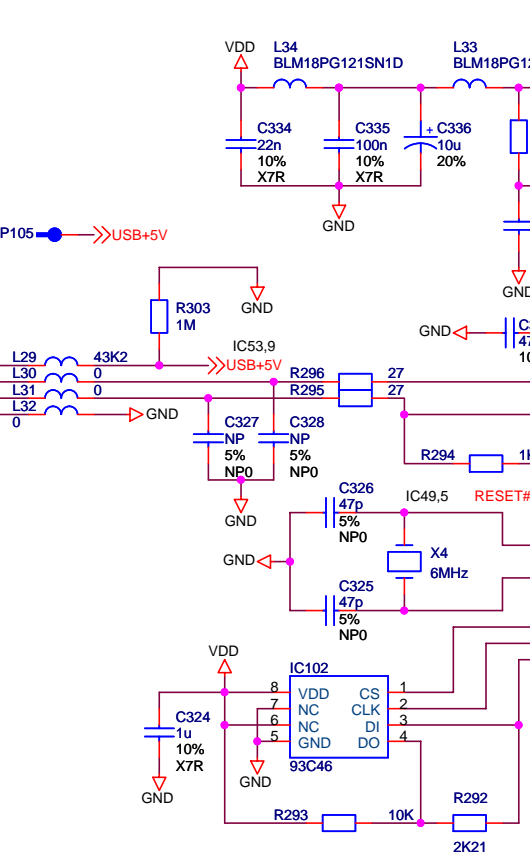 VDD
L34
BLM18PG121SN1D
L33
BLM18PG12
C334
22n
10%
X7R
C335
100n
10%
X7R
+ C336
10u
20%
GND
P105
USB+5V
GND
R303
1M
GND
GND
47
10
IC53,9
USB+5V
L29
43K2
L30
0
L31
0
L32
0
GND
R296
27
R295
27
C327
NP
5%
NP0
C328
NP
5%
NP0
R294
GND
C326
47p
5%
NP0
IC49,5
RESET#
GND
X4
6MHz
C325
47p
5%
NP0
VDD
IC102
8
VDD
CS
1
7
NC
CLK
2
6
NC
DI
3
5
GND
DO
4
93C46
C324
1u
10%
X7R
GND
GND
R293
10K
R292
2K21